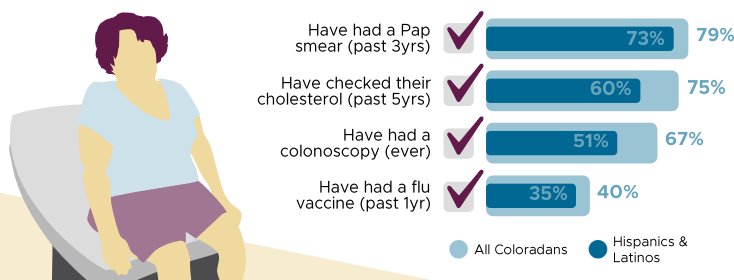 Have had a Pap
smear (past 3yrs)
73%
79%
Have checked their
cholesterol (past 5yrs)
60%
75%
Have had a
colonoscopy (ever)
51%
67%
Have had a flu
vaccine (past 1yr)
35%
40%
All Coloradans
Hispanics &
Latinos